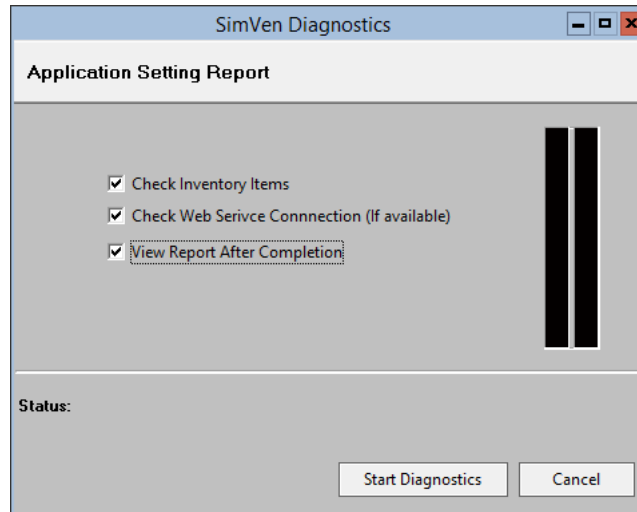 SimVen Diagnostics
Application Setting Report
Check Inventory Items
Check Web Serivce Connnection (If available)
View Report After Completion
Status:
Start Diagnostics
Cancel